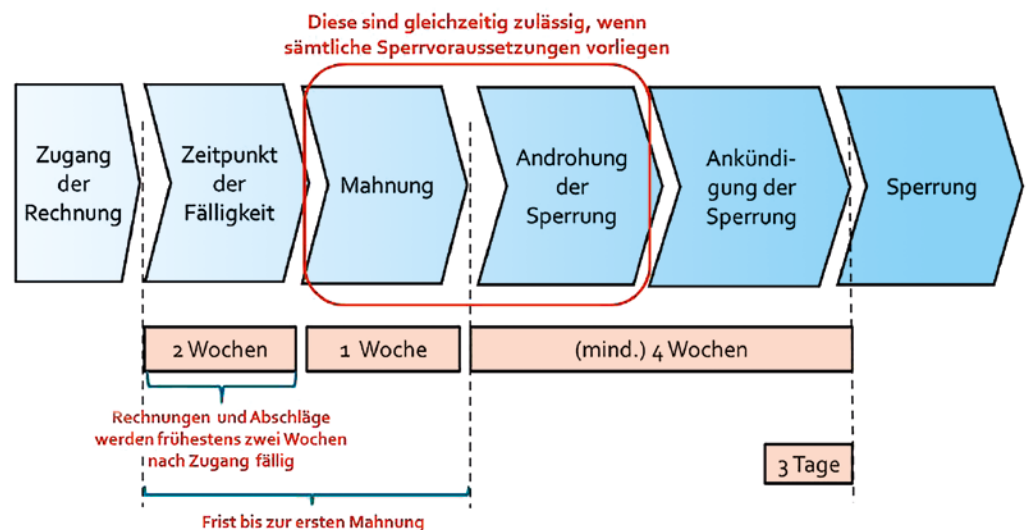 Diese sind gleichzeitig zulässig, wenn
sämtliche Sperrvoraussetzungen vorliegen
Zugang
der
Rechnung
Zeitpunkt
der
Fälligkeit
Mahnung
Androhung
der
Sperrung
Ankündi-
gung der
Sperrung
Sperrung
2 Wochen
1 Woche
(mind.) 4 Wochen
Rechnungen und Abschläge
werden frühestens zwei Wochen
nach Zugang fällig
3 Tage
Frist bis zur ersten Mahnung